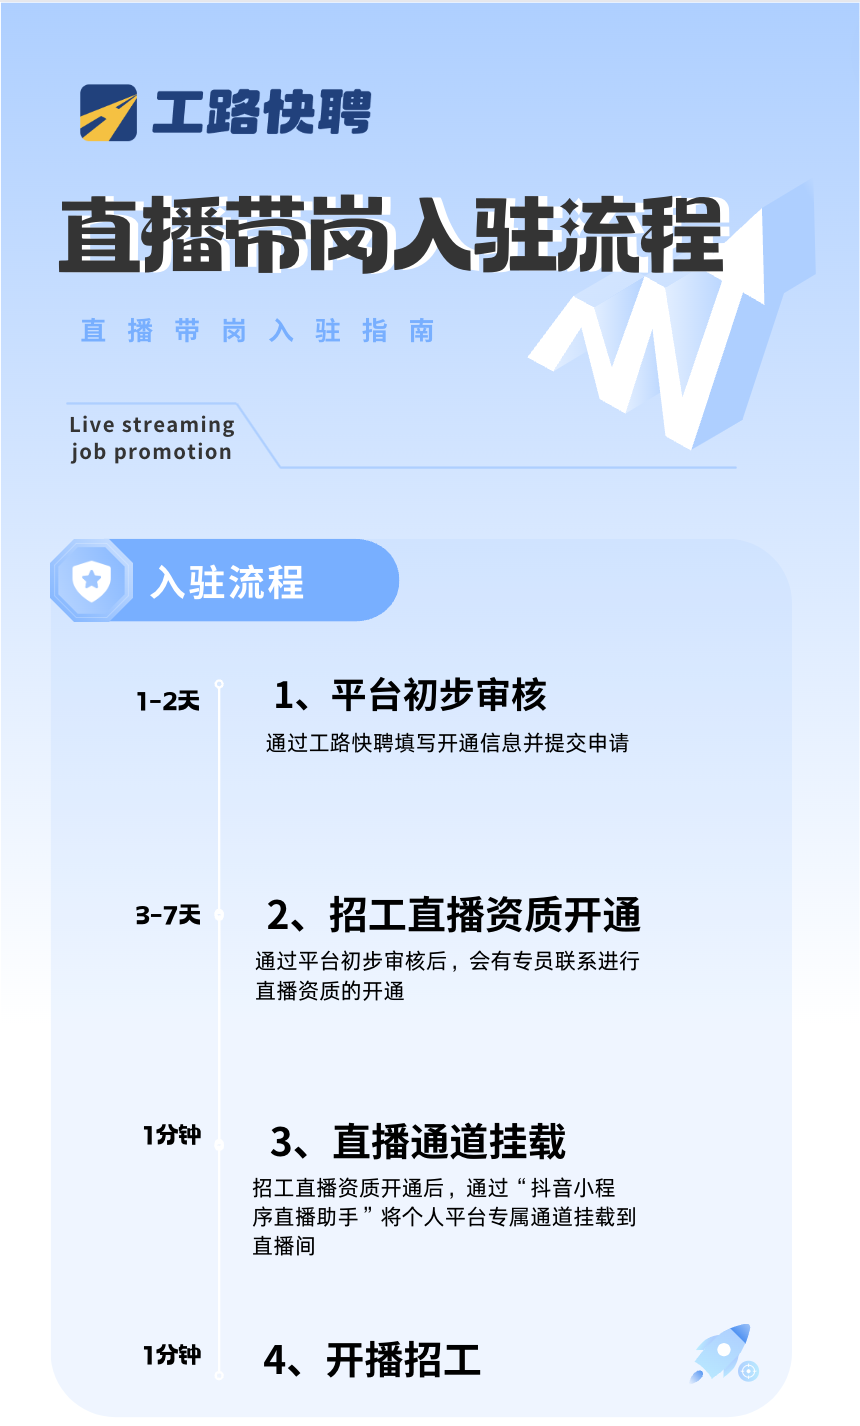 工路快聘
直播带岗入驻流程
直播带岗入驻指南
Live streaming
job promotion
入驻流程
1-2天
1、平台初步审核
通过工路快聘填写开通信息并提交申请
3-7天
2、招工直播资质开通
通过平台初步审核后，会有专员联系进行
直播资质的开通
1分钟
3、直播通道挂载
招工直播资质开通后，通过“抖音小程
序直播助手”将个人平台专属通道挂载到
直播间
1分钟
4、开播招工